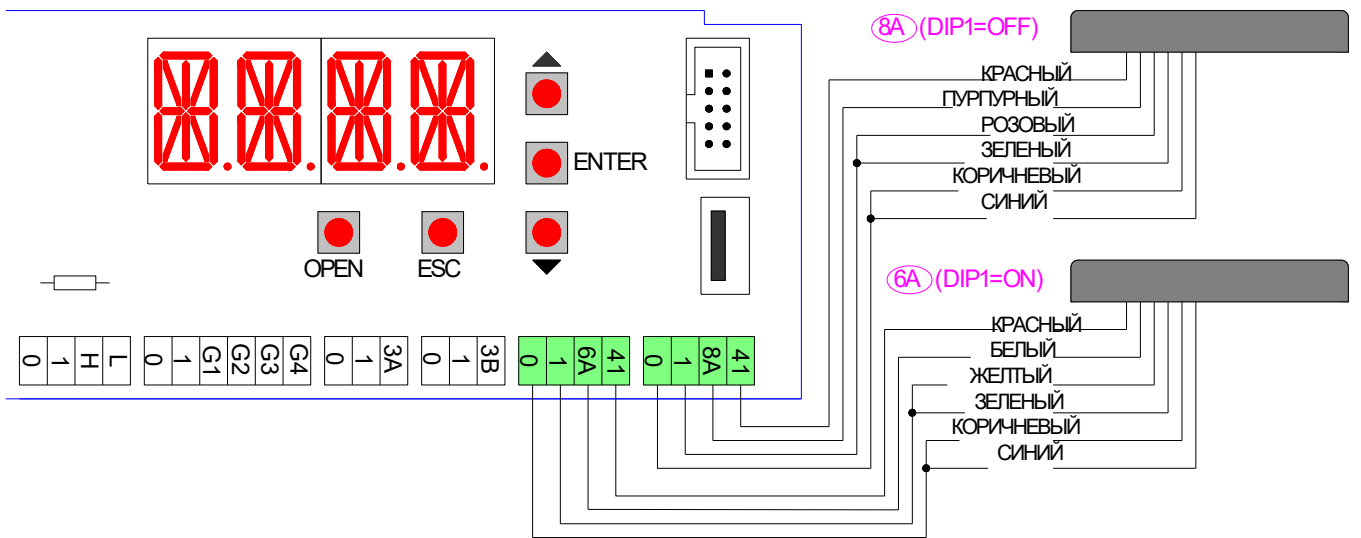 8A (DIP1=OFF)
КРАСНЫЙ
ПУРПУРНЫЙ
РОЗОВЫЙ
ЗЕЛЕНЫЙ
КОРИЧНЕВЫЙ
СИНИЙ
ENTER
OPEN
ESC
6A (DIP1=ON)
КРАСНЫЙ
БЕЛЫЙ
ЖЕЛТЫЙ
ЗЕЛЕНЫЙ
КОРИЧНЕВЫЙ
СИНИЙ
0 1 H L
0 1 G1 G2 G3 G4
0 1 3A
0 1 3B
0 1 6A 41
0 1 8A 41